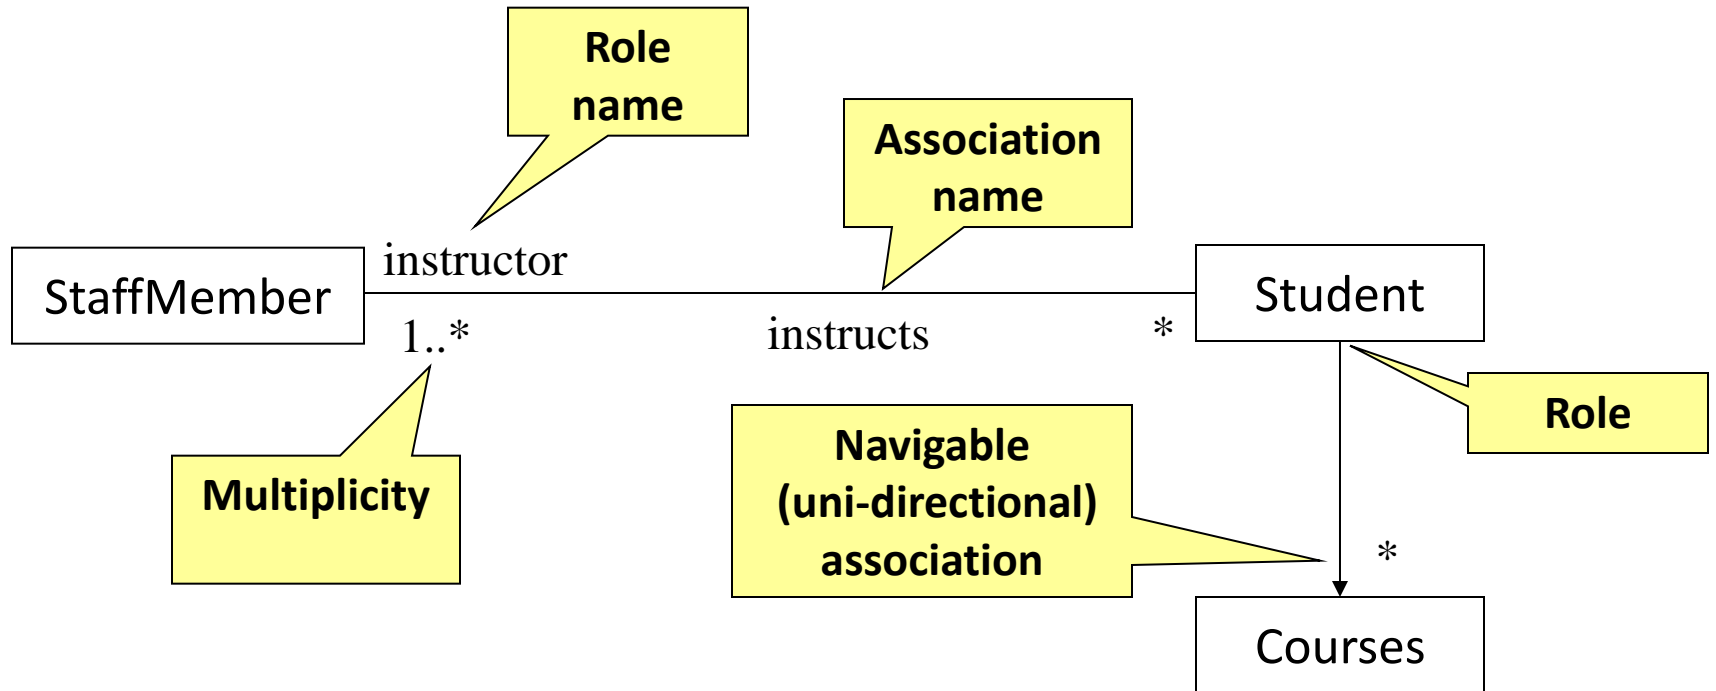 Role
name
Association
name
instructor
StaffMember
Student
1..*
instructs
*
Role
Multiplicity
Navigable
(uni-directional)
association
*
Courses